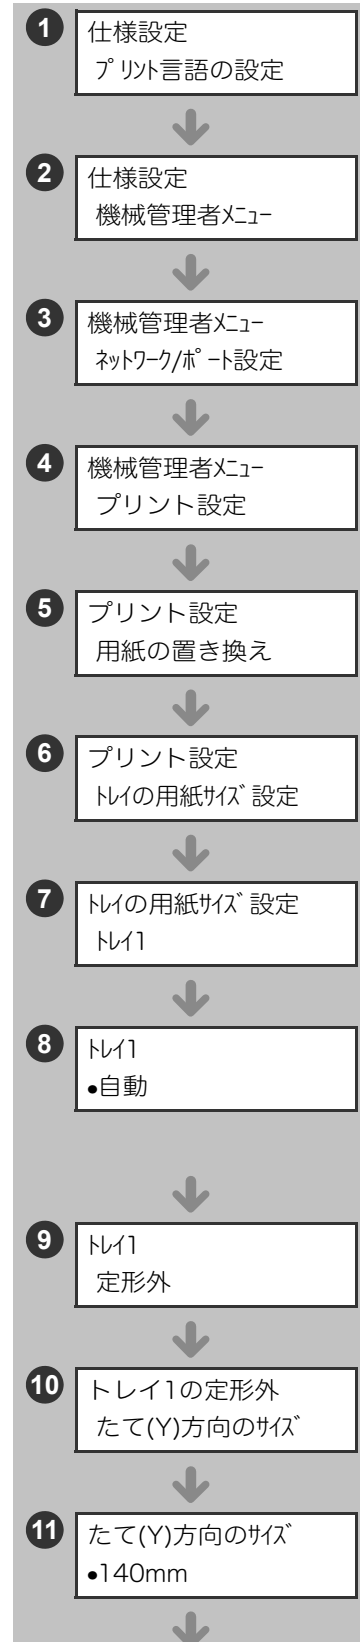 1
仕様設定
ﾌﾟﾘﾝﾄ言語の設定
2
仕様設定
機械管理者ﾒﾆｭｰ
3
機械管理者ﾒﾆｭｰ
ﾈｯﾄﾜｰｸ/ﾎﾟｰﾄ設定
4
機械管理者ﾒﾆｭｰ
プリント設定
5
プリント設定
用紙の置き換え
6
プリント設定
ﾄﾚｲの用紙ｻｲｽﾞ設定
7
ﾄﾚｲの用紙ｻｲｽﾞ設定
ﾄﾚｲ1
8
ﾄﾚｲ1
●自動
9
ﾄﾚｲ1
定形外
10
トレイ1の定形外
たて(Y)方向のｻｲｽﾞ
11
たて(Y)方向のｻｲｽﾞ
●140mm